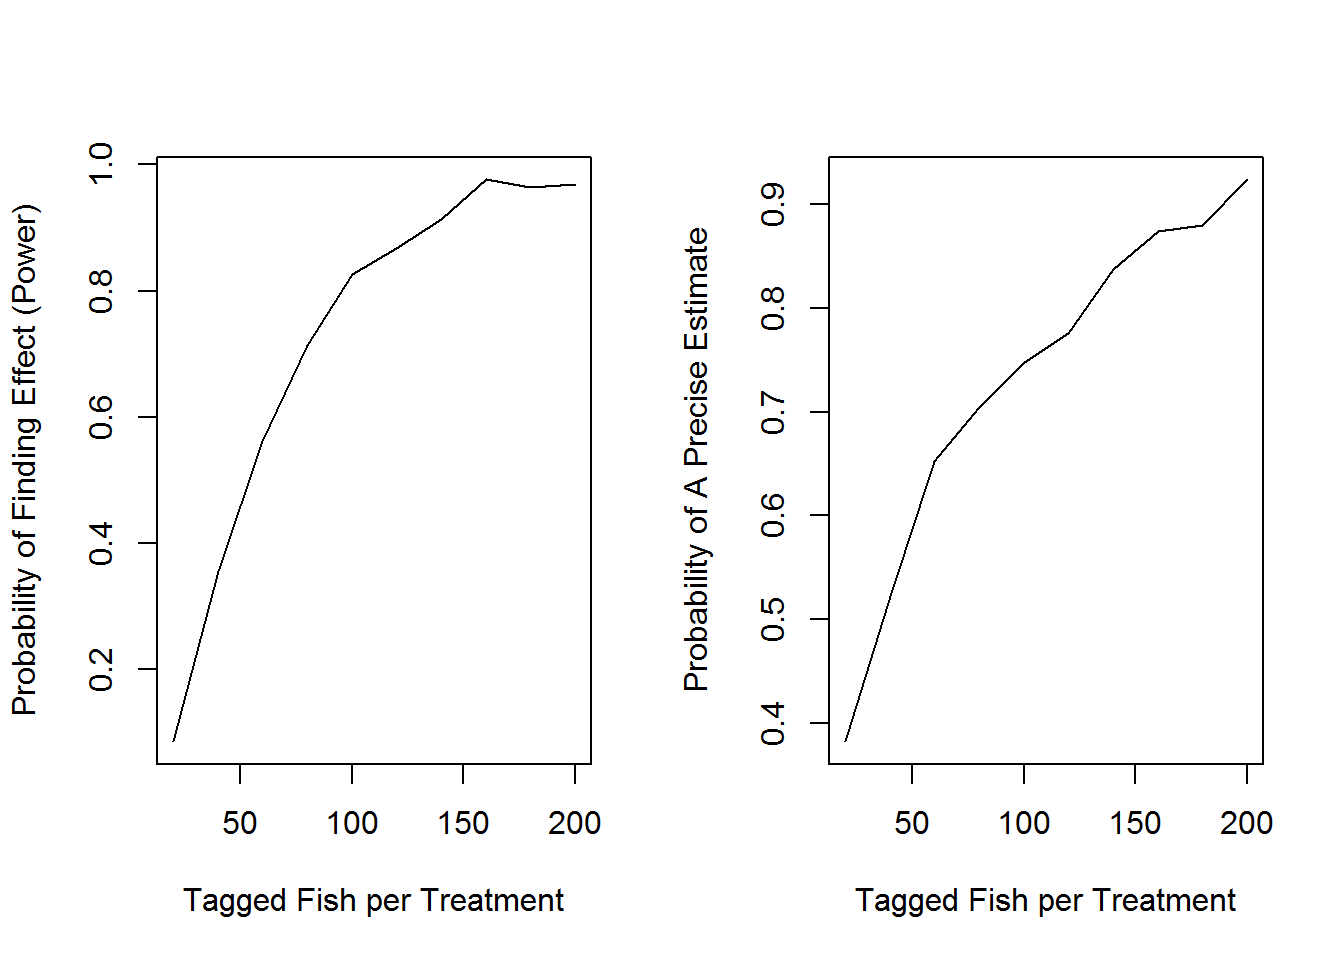 Probability of Finding Effect (Power)
1.0
0.8
0.6
0.4
0.2
50 100 150 200
Tagged Fish per Treatment
Probability of A Precise Estimate
0.9
0.8
0.7
0.6
0.5
0.4
50 100 150 200
Tagged Fish per Treatment